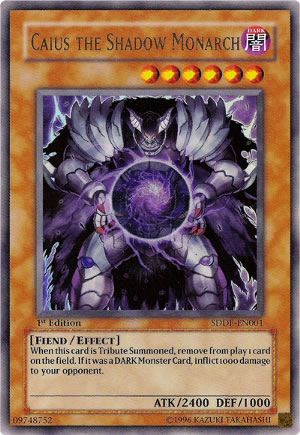 CAIUS THE SHADOW MONARCH
DARK
闇
1st Edition
SDDE-EN001
[FIEND / EFFECT]
When this card is Tribute Summoned, remove from play 1 card
on the field. If it was a DARK Monster Card, inflict 1000 damage
to your opponent.
ATK/2400 DEF/1000
09748752
©1996 KAZUKI TAKAHASHI